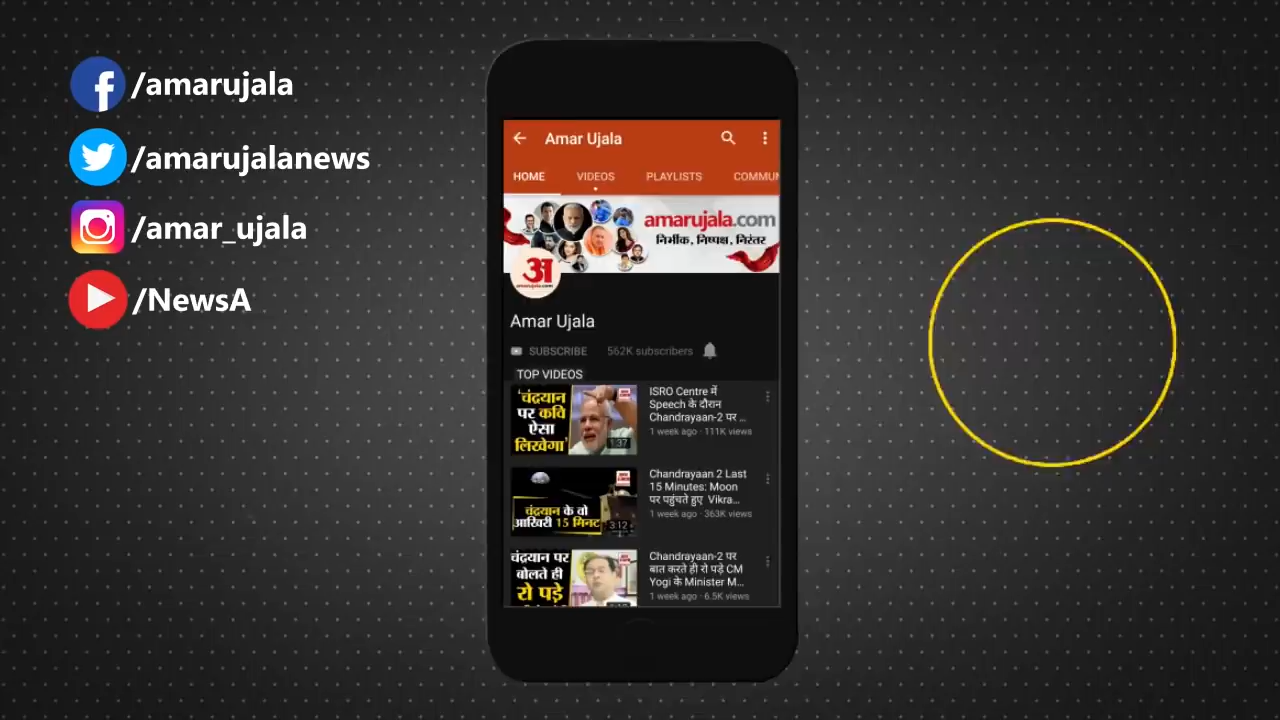 /amarujala
/amarujalanews
/amar_ujala
/NewsA
Amar Ujala
HOME VIDEOS PLAYLISTS COMMUN
amarujala.com
निर्भीक, निष्पक्ष, निरंतर
अ
amarujala.com
Amar Ujala
SUBSCRIBE 562K subscribers
TOP VIDEOS
'चंद्रयान
पर कवि
ऐसा
लिखेगा'
1:37
ISRO Centre में
Speech के दौरान
Chandrayaan-2 पर ...
1 week ago · 111K views
चंद्रयान के वो
आखिरी 15 मिनट
3:12
Chandrayaan 2 Last
15 Minutes: Moon
पर पहुंचते हुए Vikra...
1 week ago · 363K views
चंद्रयान पर
बोलते ही
रो पड़े
Chandrayaan-2 पर
बात करते ही रो पड़े CM
Yogi के Minister M...
1 week ago · 6.5K views